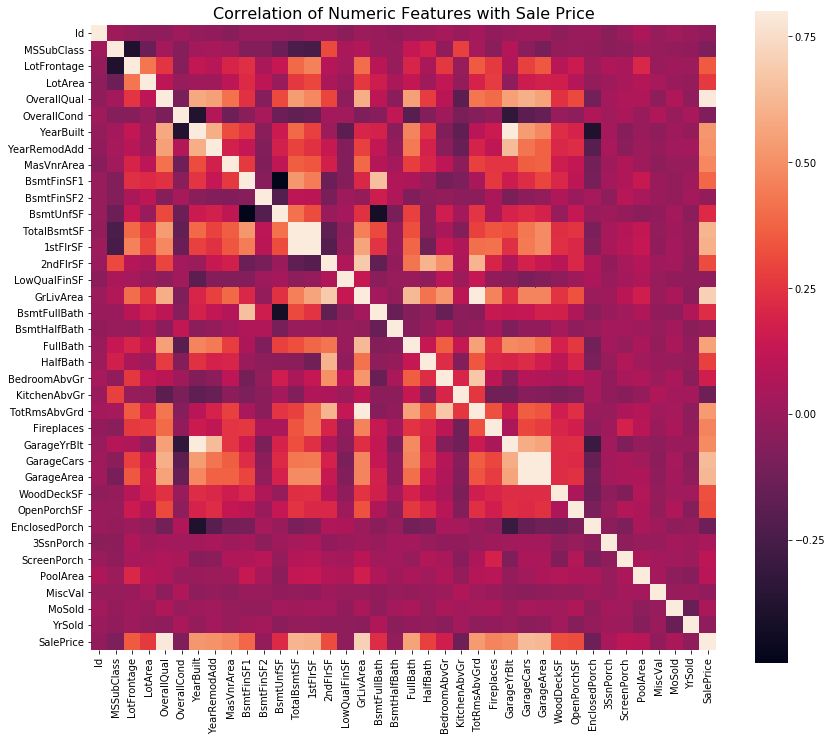 Correlation of Numeric Features with Sale Price
Id
MSSubClass
LotFrontage
LotArea
OverallQual
OverallCond
YearBuilt
YearRemodAdd
MasVnrArea
BsmtFinSF1
BsmtFinSF2
BsmtUnfSF
TotalBsmtSF
1stFlrSF
2ndFlrSF
LowQualFinSF
GrLivArea
BsmtFullBath
BsmtHalfBath
FullBath
HalfBath
BedroomAbvGr
KitchenAbvGr
TotRmsAbvGrd
Fireplaces
GarageYrBlt
GarageCars
GarageArea
WoodDeckSF
OpenPorchSF
EnclosedPorch
3SsnPorch
ScreenPorch
PoolArea
MiscVal
MoSold
YrSold
SalePrice
Id
MSSubClass
LotFrontage
LotArea
OverallQual
OverallCond
YearBuilt
YearRemodAdd
MasVnrArea
BsmtFinSF1
BsmtFinSF2
BsmtUnfSF
TotalBsmtSF
1stFlrSF
2ndFlrSF
LowQualFinSF
GrLivArea
BsmtFullBath
BsmtHalfBath
FullBath
HalfBath
BedroomAbvGr
KitchenAbvGr
TotRmsAbvGrd
Fireplaces
GarageYrBlt
GarageCars
GarageArea
WoodDeckSF
OpenPorchSF
EnclosedPorch
3SsnPorch
ScreenPorch
PoolArea
MiscVal
MoSold
YrSold
SalePrice
0.75
0.50
0.25
0.00
−0.25